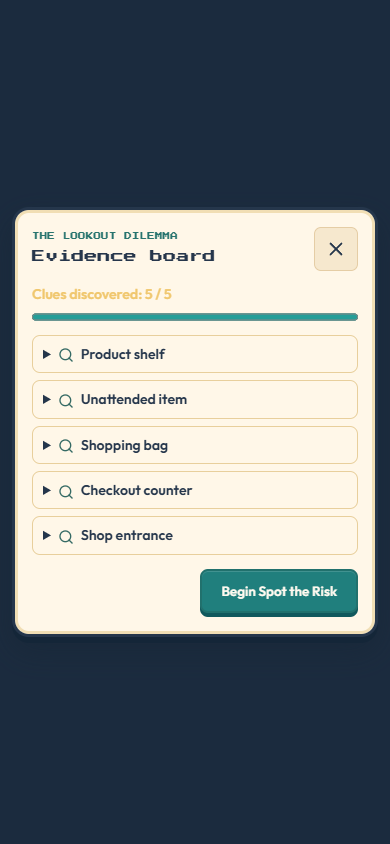 THE LOOKOUT DILEMMA
Evidence board
Clues discovered: 5 / 5
Product shelf
Unattended item
Shopping bag
Checkout counter
Shop entrance
Begin Spot the Risk